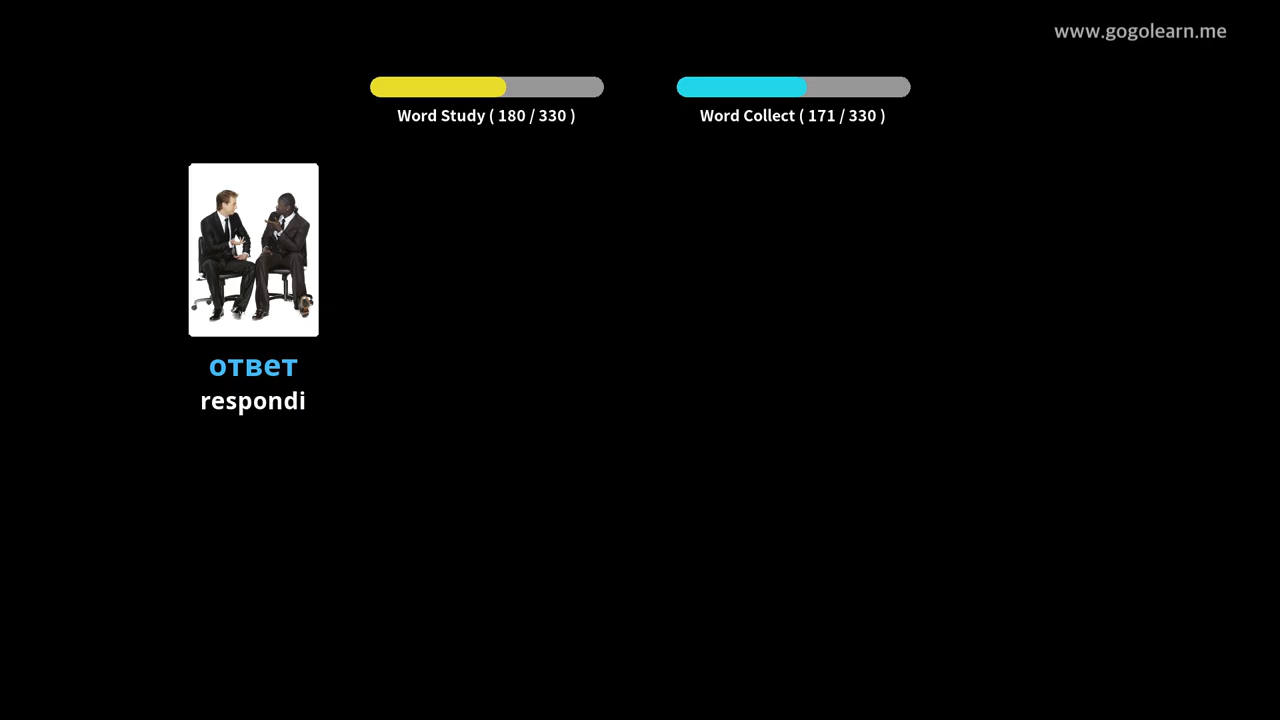 www.gogolearn.me
Word Study ( 180 / 330 )
Word Collect ( 171 / 330 )
ответ
respondi